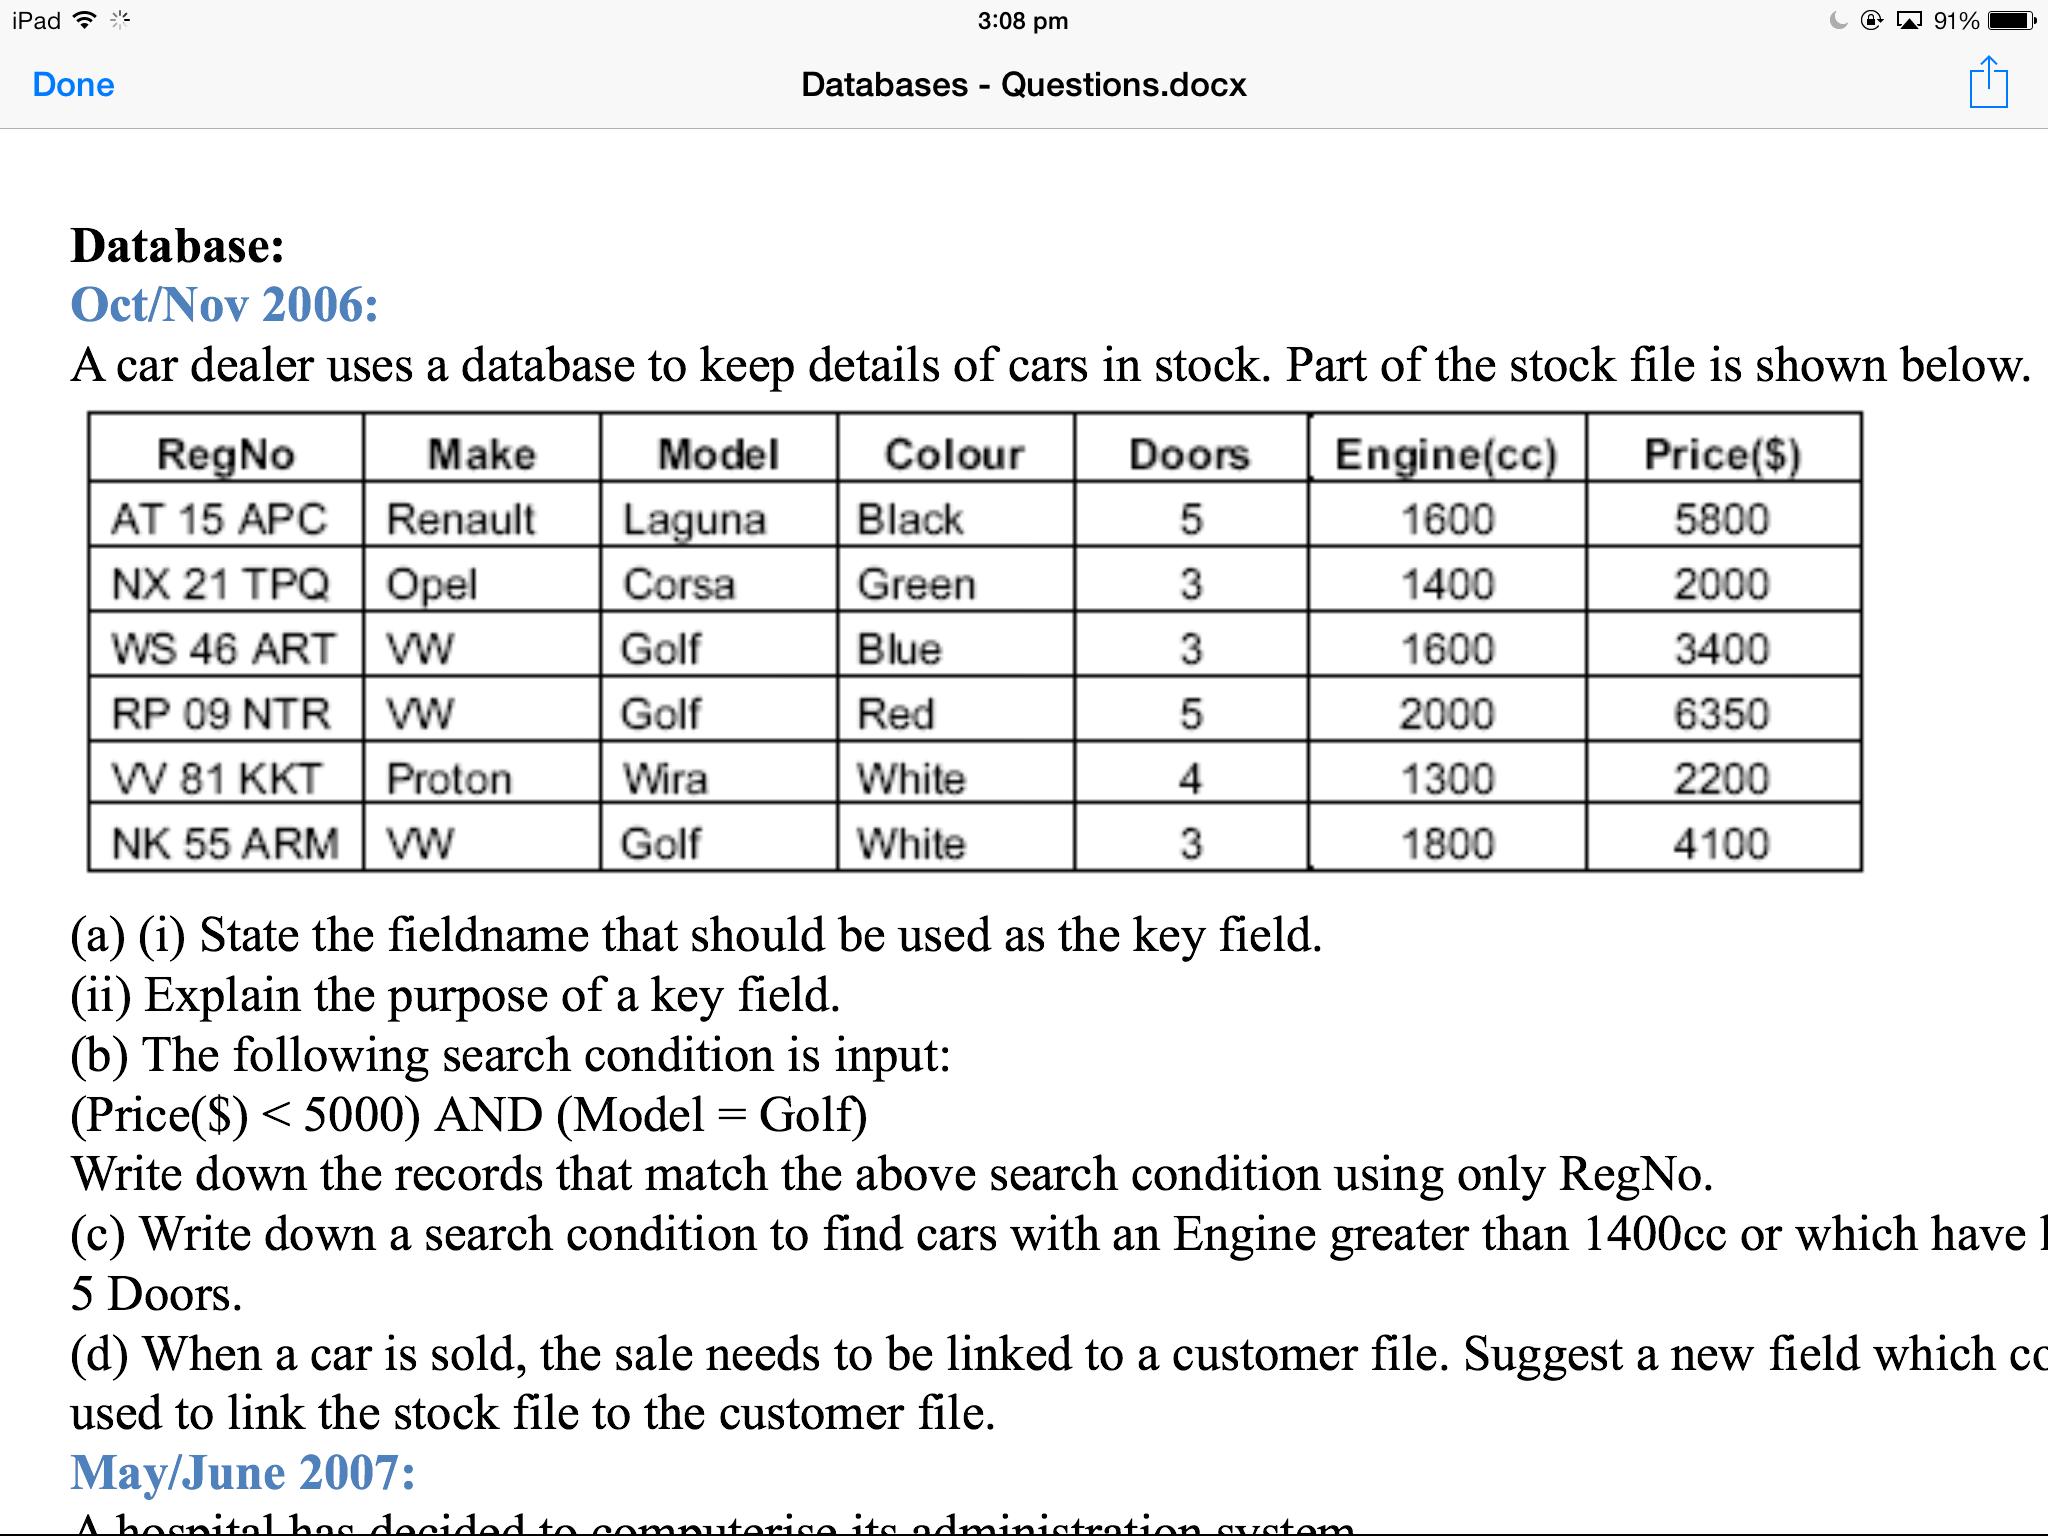 iPad 3:08 pm 91%
Done Databases - Questions.docx
Database:
Oct/Nov 2006:
A car dealer uses a database to keep details of cars in stock. Part of the stock file is shown below.
RegNo Make Model Colour Doors Engine(cc) Price($)
AT 15 APC Renault Laguna Black 5 1600 5800
NX 21 TPQ Opel Corsa Green 3 1400 2000
WS 46 ART VW Golf Blue 3 1600 3400
RP 09 NTR VW Golf Red 5 2000 6350
VV 81 KKT Proton Wira White 4 1300 2200
NK 55 ARM VW Golf White 3 1800 4100
(a) (i) State the fieldname that should be used as the key field.
(ii) Explain the purpose of a key field.
(b) The following search condition is input:
(Price($) < 5000) AND (Model = Golf)
Write down the records that match the above search condition using only RegNo.
(c) Write down a search condition to find cars with an Engine greater than 1400cc or which have
5 Doors.
(d) When a car is sold, the sale needs to be linked to a customer file. Suggest a new field which
used to link the stock file to the customer file.
May/June 2007:
A hospital has decided to computerise its administration system